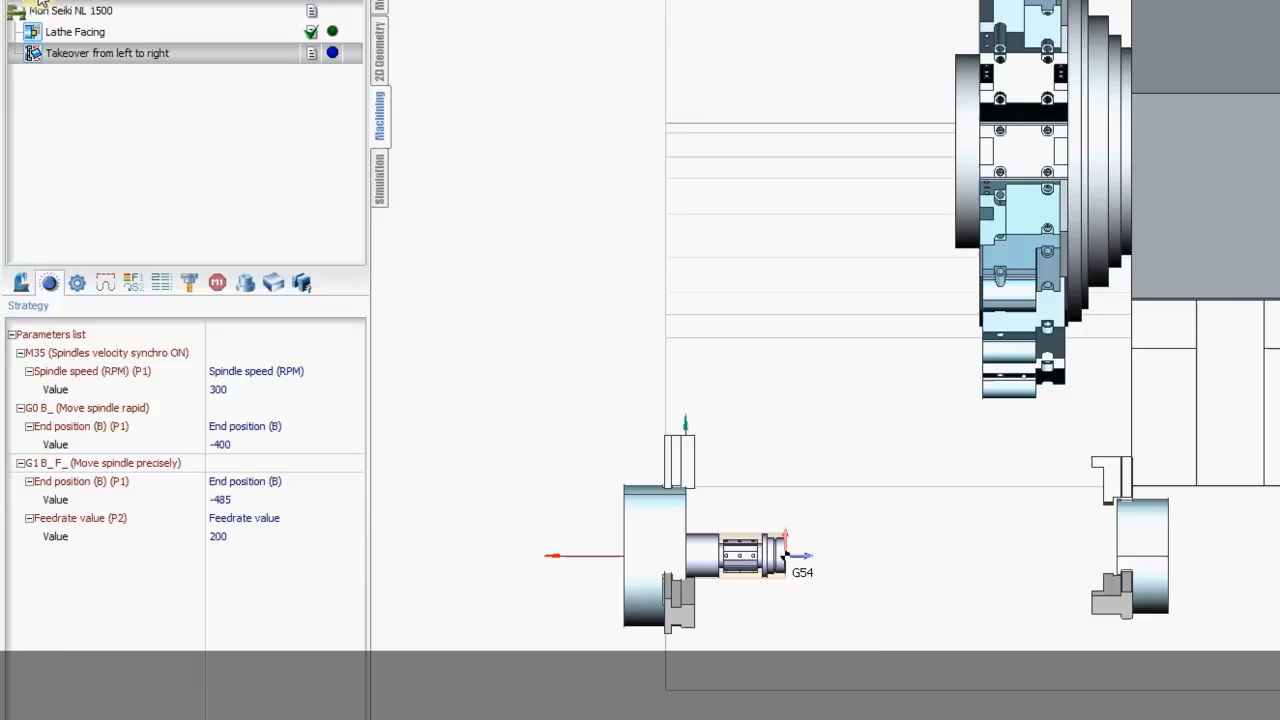 Mori Seiki NL 1500
Lathe Facing
Takeover from left to right
2D Geometry
Machining
Simulation
Strategy
Parameters list
M35 (Spindles velocity synchro ON)
Spindle speed (RPM) (P1) Spindle speed (RPM)
Value 300
G0 B_ (Move spindle rapid)
End position (B) (P1) End position (B)
Value -400
G1 B_ F_ (Move spindle precisely)
End position (B) (P1) End position (B)
Value -485
Feedrate value (P2) Feedrate value
Value 200
G54